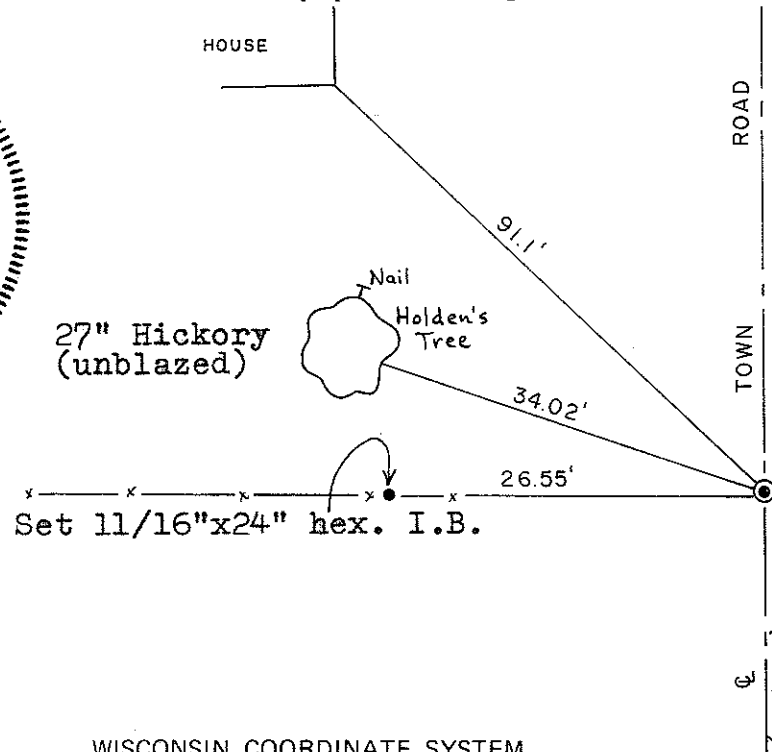 HOUSE
ROAD
91.1'
Nail
Holden's
Tree
27" Hickory
(unblazed)
TOWN
34.02'
26.55'
Set 11/16"x24" hex. I.B.
℄
WISCONSIN COORDINATE SYSTEM